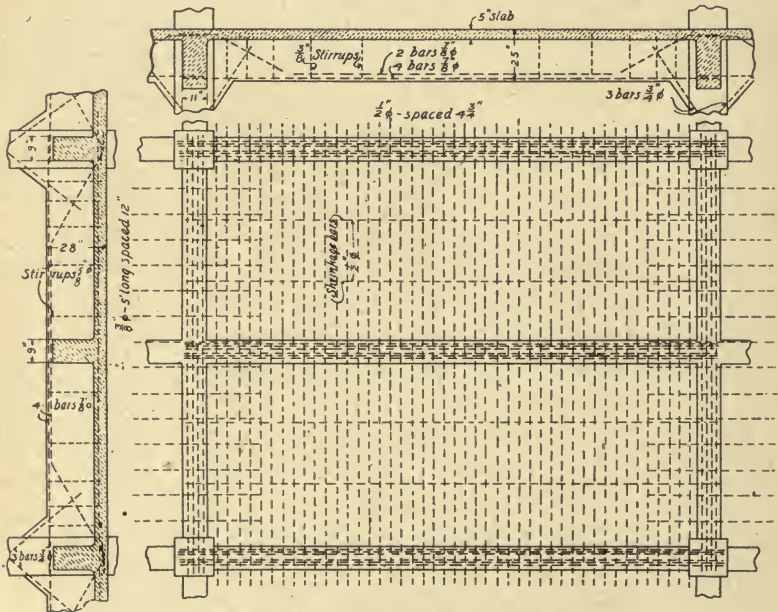 5" slab
3/8" ϕ Stirrups
2 bars 7/8" ϕ
4 bars 7/8" ϕ
25"
11"
3 bars 3/4" ϕ
1/2" ϕ - spaced 4 3/4"
9"
28"
Stirrups 5/8" ϕ
3/8" ϕ - 5' long spaced 12"
Shrinkage bars
1/2" ϕ
9"
4 bars 7/8"
3 bars 3/4"